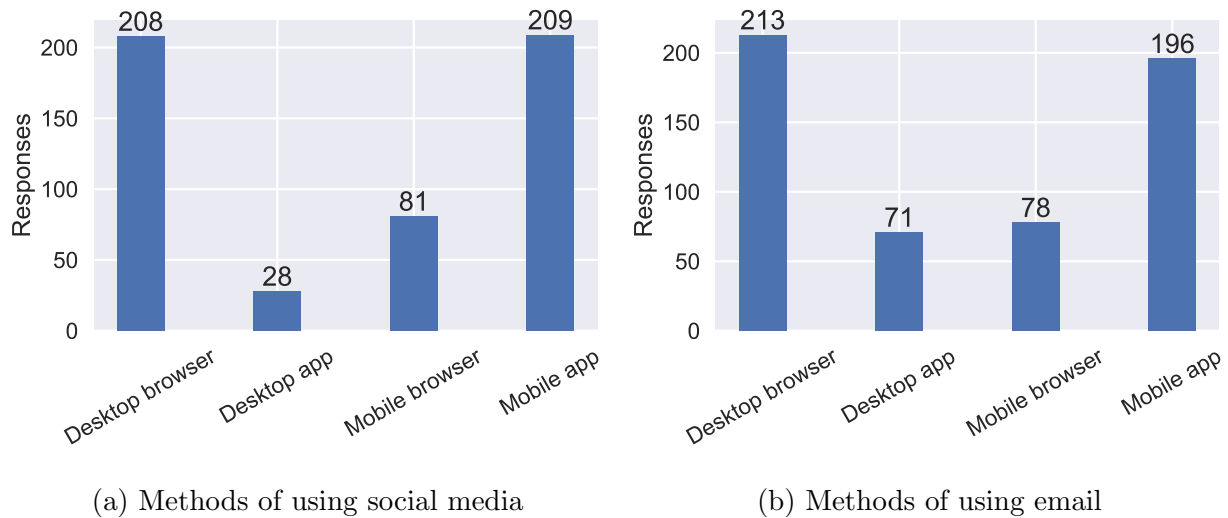 208
28
81
209
200
150
100
50
0
Responses
Desktop browser
Desktop app
Mobile browser
Mobile app
(a) Methods of using social media
213
71
78
196
200
150
100
50
0
Responses
Desktop browser
Desktop app
Mobile browser
Mobile app
(b) Methods of using email